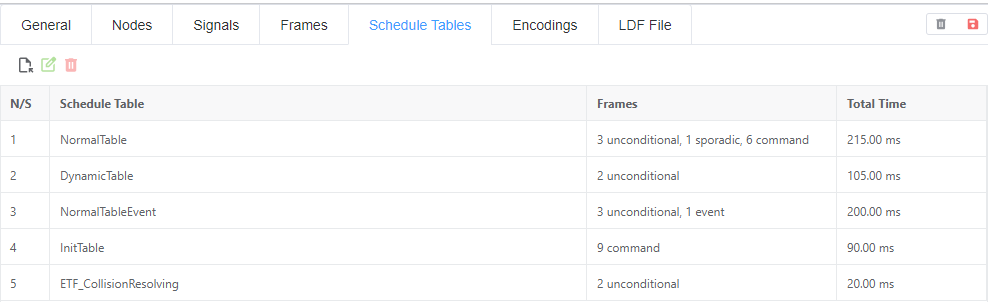 General Nodes Signals Frames Schedule Tables Encodings LDF File
N/S Schedule Table Frames Total Time
1 NormalTable 3 unconditional, 1 sporadic, 6 command 215.00 ms
2 DynamicTable 2 unconditional 105.00 ms
3 NormalTableEvent 3 unconditional, 1 event 200.00 ms
4 InitTable 9 command 90.00 ms
5 ETF_CollisionResolving 2 unconditional 20.00 ms